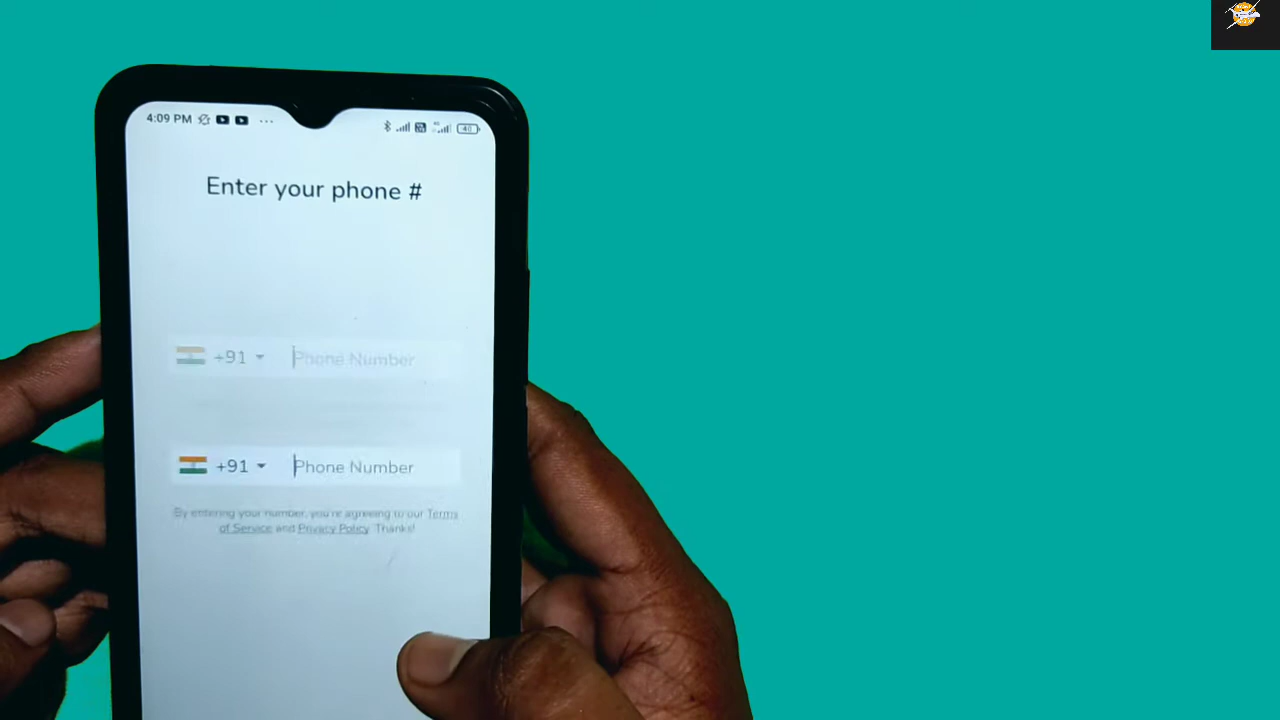 4:09 PM
40
Enter your phone #
+91 Phone Number
+91 Phone Number
By entering your number, you're agreeing to our Terms
of Service and Privacy Policy. Thanks!